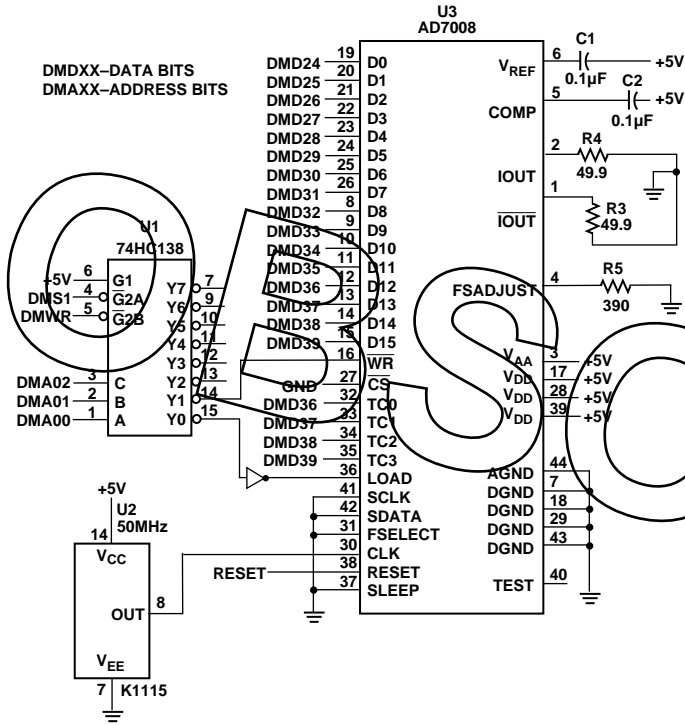 U3
AD7008
DMDXX–DATA BITS
DMAXX–ADDRESS BITS
DMD24 19 D0
DMD25 20 D1
DMD26 21 D2
DMD27 22 D3
DMD28 23 D4
DMD29 24 D5
DMD30 25 D6
DMD31 26 D7
DMD32 8 D8
DMD33 9 D9
DMD34 10 D10
DMD35 11 D11
DMD36 12 D12
DMD37 13 D13
DMD38 14 D14
DMD39 15 D15
16 WR
GND 27 CS
DMD36 32 TC0
DMD37 33 TC1
DMD38 34 TC2
DMD39 35 TC3
36 LOAD
41 SCLK
42 SDATA
31 FSELECT
30 CLK
RESET 38 RESET
37 SLEEP
VREF 6 C1 0.1µF +5V
COMP 5 C2 0.1µF +5V
IOUT 2 R4 49.9
IOUT 1 R3 49.9
FSADJUST 4 R5 390
VAA 3 +5V
VDD 17 +5V
VDD 28 +5V
VDD 39 +5V
AGND 44
DGND 7
DGND 18
DGND 29
DGND 43
TEST 40
U1
74HC138
+5V 6 G1
DMS1 4 G2A
DMWR 5 G2B
DMA02 3 C
DMA01 2 B
DMA00 1 A
Y7 7
Y6 9
Y5 10
Y4 11
Y3 12
Y2 13
Y1 14
Y0 15
+5V
U2
50MHz
14 VCC
OUT 8
VEE
7 K1115
OBSO